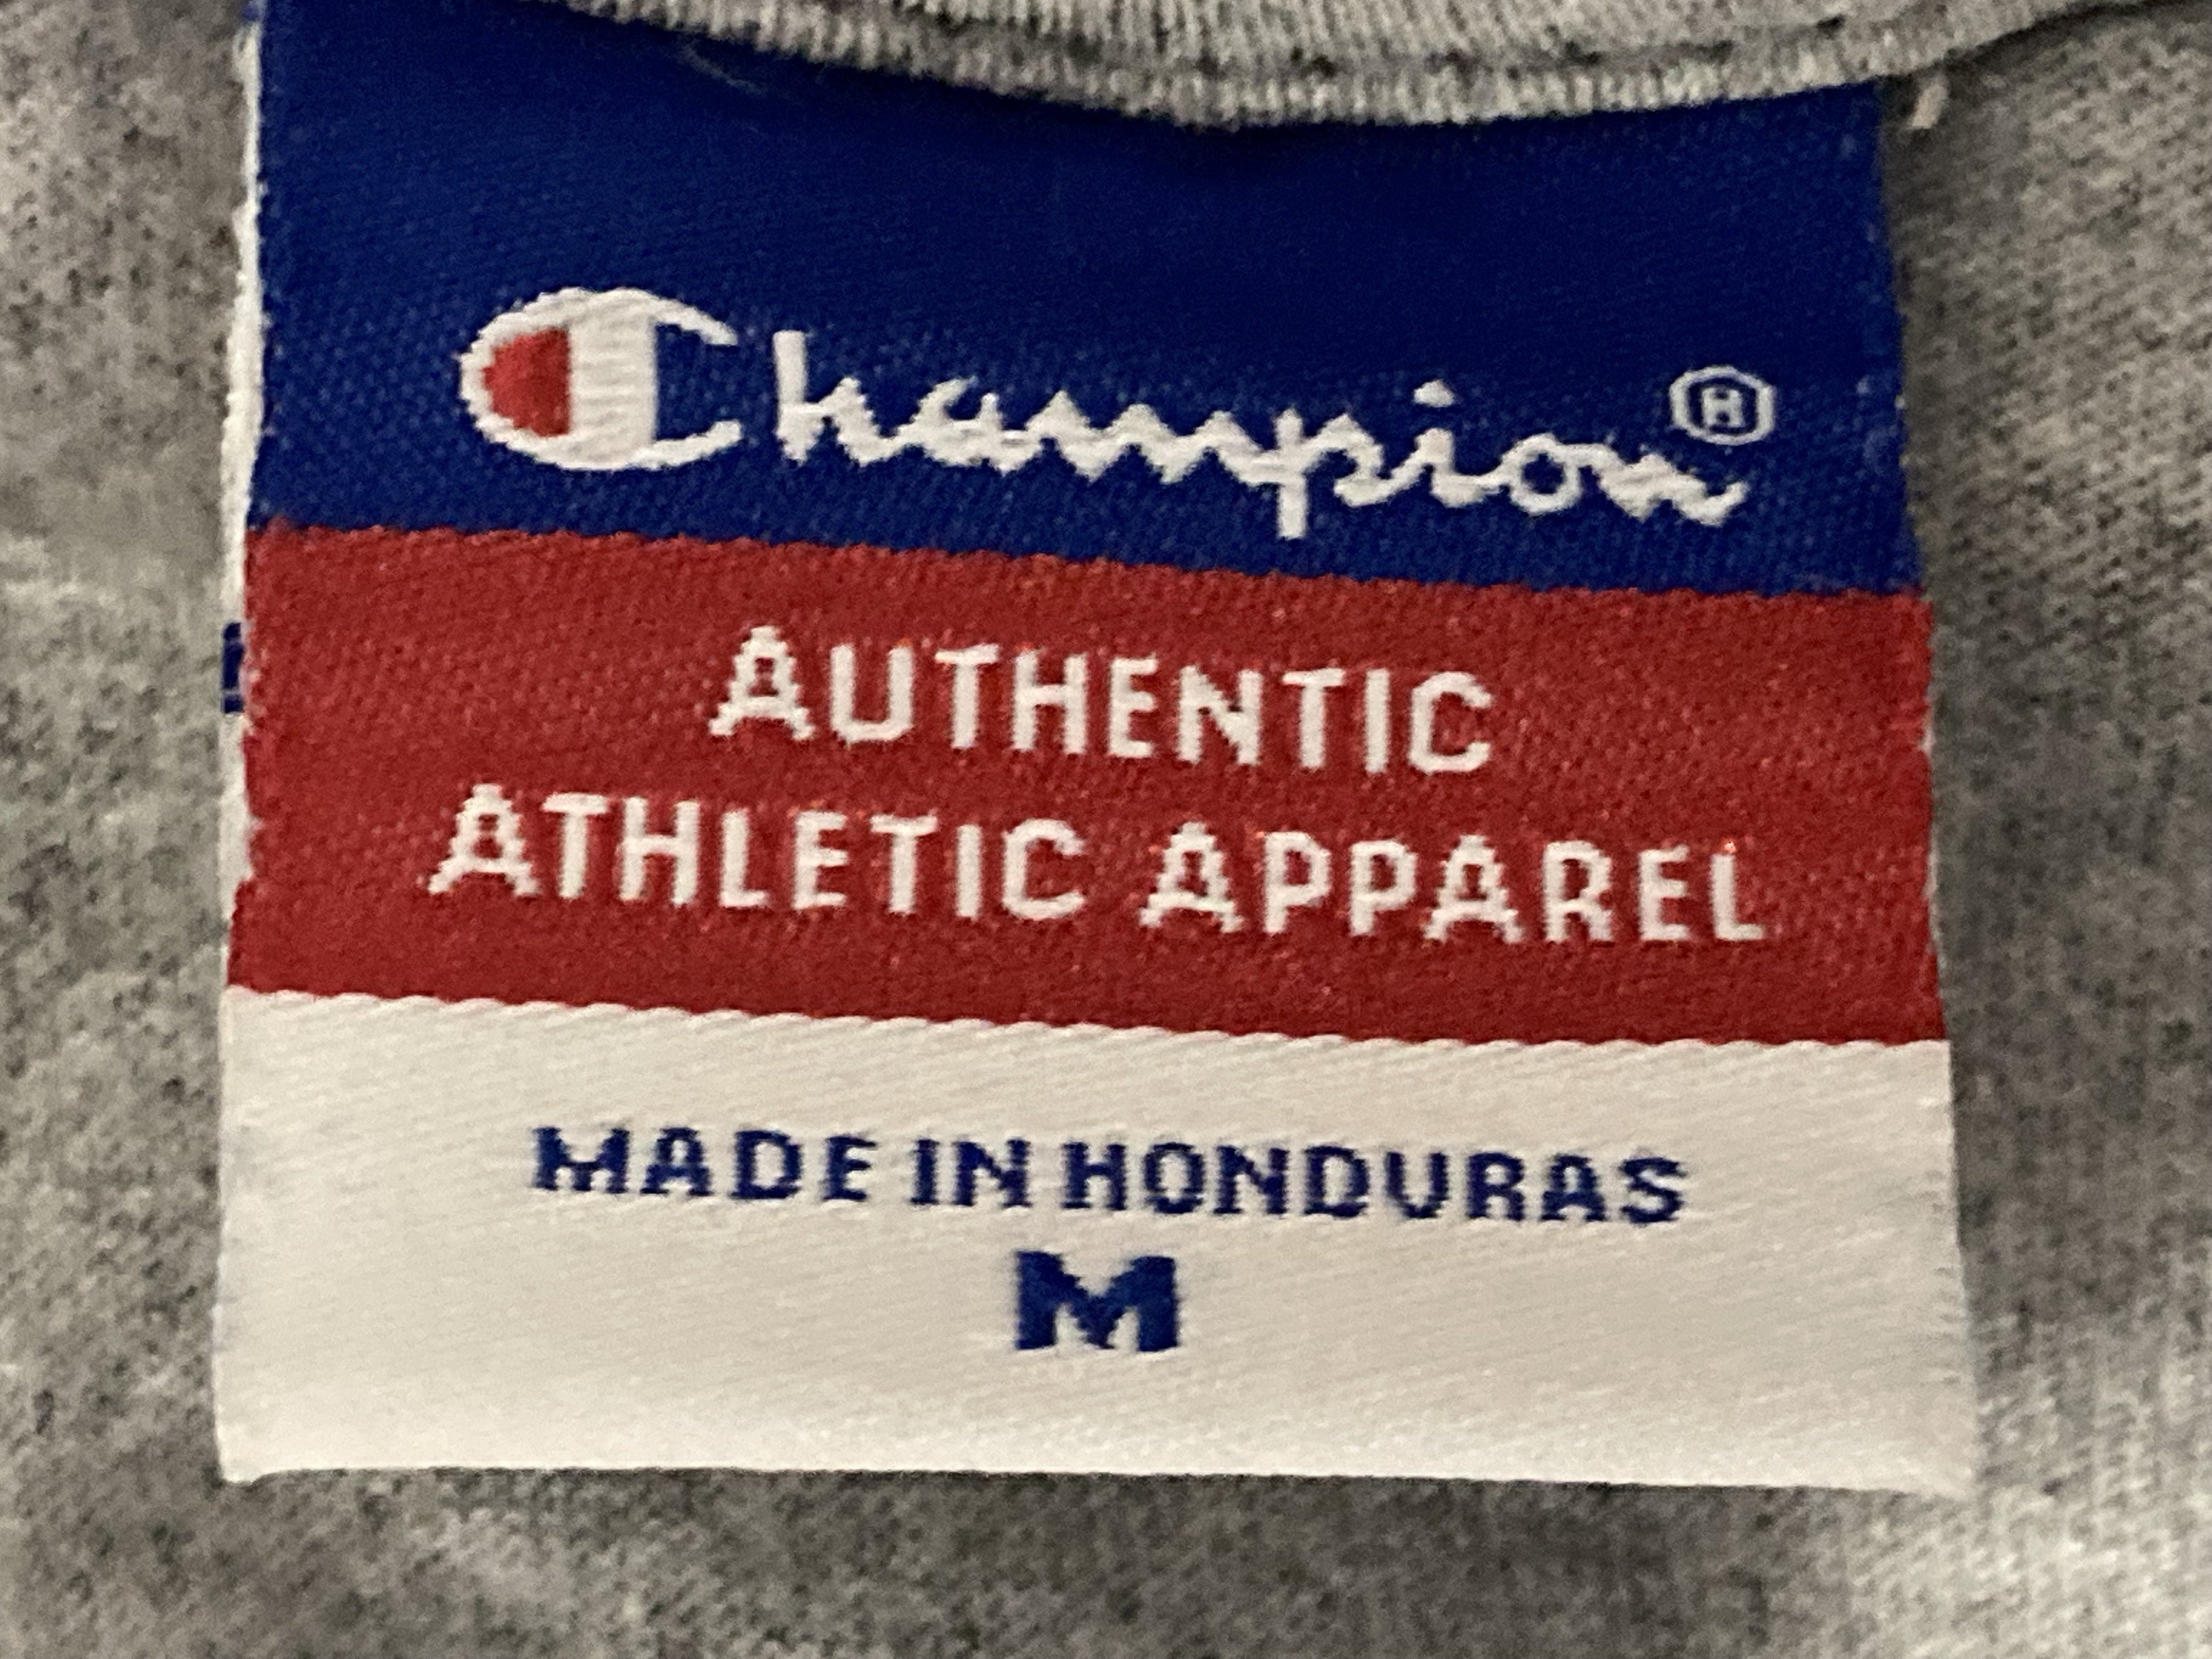 Champion®
AUTHENTIC
ATHLETIC APPAREL
MADE IN HONDURAS
M